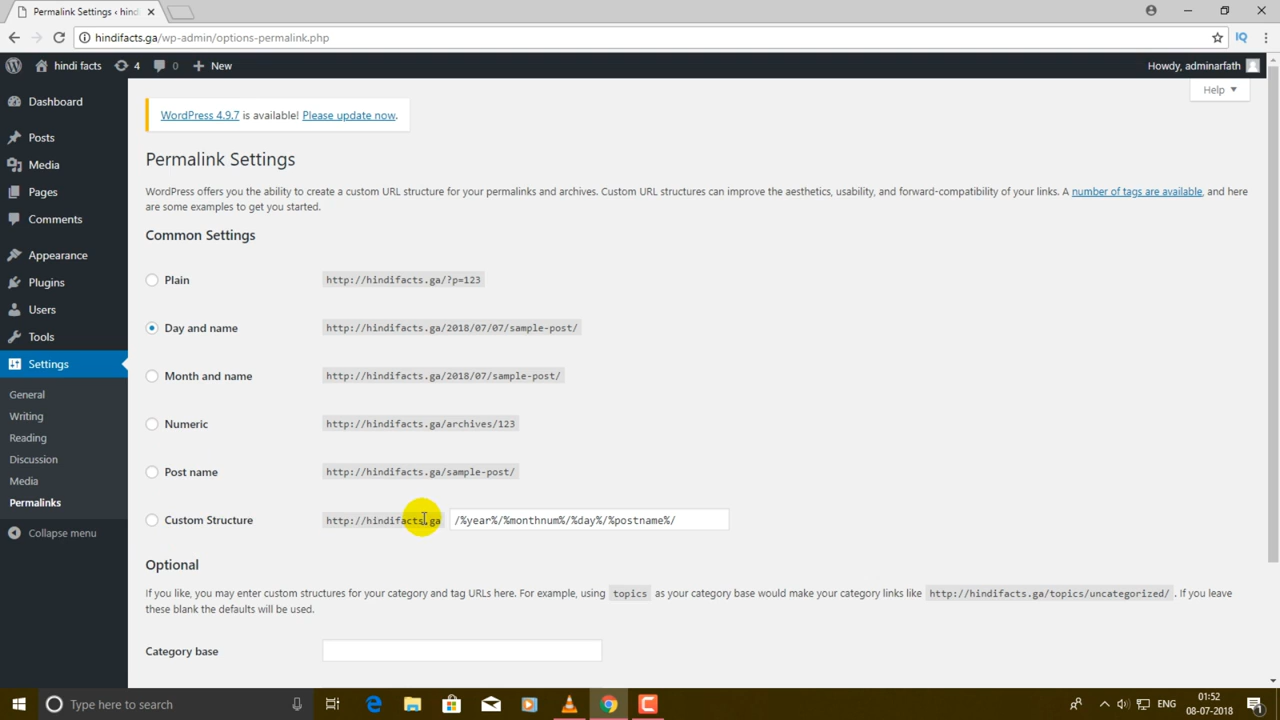 Permalink Settings ‹ hind
hindifacts.ga/wp-admin/options-permalink.php
IQ
hindi facts
4
0
New
Howdy, adminarfath
Dashboard
Posts
Media
Pages
Comments
Appearance
Plugins
Users
Tools
Settings
General
Writing
Reading
Discussion
Media
Permalinks
Collapse menu
Help
WordPress 4.9.7 is available! Please update now.
Permalink Settings
WordPress offers you the ability to create a custom URL structure for your permalinks and archives. Custom URL structures can improve the aesthetics, usability, and forward-compatibility of your links. A number of tags are available, and here
are some examples to get you started.
Common Settings
Plain http://hindifacts.ga/?p=123
Day and name http://hindifacts.ga/2018/07/07/sample-post/
Month and name http://hindifacts.ga/2018/07/sample-post/
Numeric http://hindifacts.ga/archives/123
Post name http://hindifacts.ga/sample-post/
Custom Structure http://hindifacts.ga /%year%/%monthnum%/%day%/%postname%/
Optional
If you like, you may enter custom structures for your category and tag URLs here. For example, using topics as your category base would make your category links like http://hindifacts.ga/topics/uncategorized/ . If you leave
these blank the defaults will be used.
Category base
Type here to search
ENG
01:52
08-07-2018
1